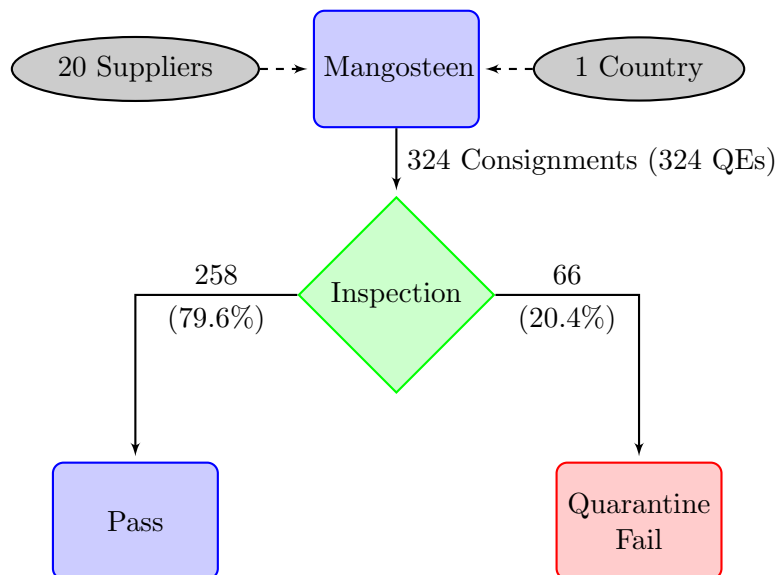 20 Suppliers
Mangosteen
1 Country
324 Consignments (324 QEs)
258
(79.6%)
Inspection
66
(20.4%)
Pass
Quarantine
Fail